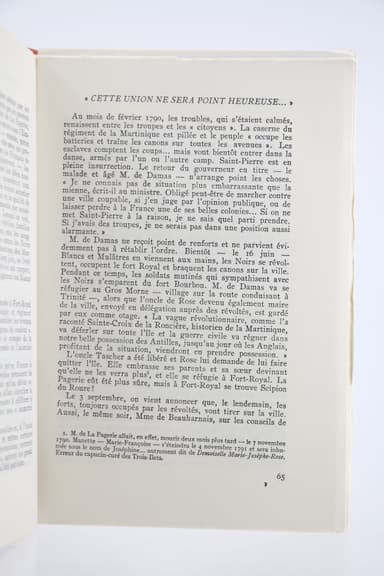 « CETTE UNION NE SERA POINT HEUREUSE... »
Au mois de février 1790, les troubles, qui s'étaient calmés,
renaissent entre les troupes et les « citoyens ». La caserne du
régiment de la Martinique est pillée et le peuple « occupe les
batteries et traîne les canons sur toutes les avenues ». Les
esclaves comptent les coups... mais vont bientôt entrer dans la
danse, armés par l'un ou l'autre camp. Saint-Pierre est en
pleine insurrection. Le retour du gouverneur en titre — le
malade et âgé M. de Damas — n'arrange point les choses.
« Je ne connais pas de situation plus embarrassante que la
mienne, écrit-il au ministre. Obligé peut-être de marcher contre
une ville coupable, si j'en juge par l'opinion publique, ou de
laisser perdre à la France une de ses belles colonies... Si on ne
met Saint-Pierre à la raison, je ne sais quel parti prendre.
Si j'avais des troupes, je ne serais pas dans une position aussi
alarmante. »
M. de Damas ne reçoit point de renforts et ne parvient évi-
demment pas à rétablir l'ordre. Bientôt — le 16 juin —
Blancs et Mulâtres en viennent aux mains, les Noirs se révol-
tent, occupent le fort Royal et braquent les canons sur la ville.
Pendant ce temps, les soldats mutinés qui sympathisent avec
les Noirs s'emparent du fort Bourbon. M. de Damas va se
réfugier au Gros Morne — village sur la route conduisant à
Trinité —, alors que l'oncle de Rose devenu également maire
de la ville, envoyé en délégation auprès des révoltés, est gardé
par eux comme otage. « La vague révolutionnaire, comme l'a
raconté Sainte-Croix de la Roncière, historien de la Martinique,
va déferler sur toute l'île et la guerre civile va régner dans
notre belle possession des Antilles, jusqu'au jour où les Anglais,
profitant de la situation, viendront en prendre possession. »
L'oncle Tascher a été libéré et Rose lui demande de lui faire
quitter l'île. Elle embrasse ses parents et sa sœur devinant
qu'elle ne les verra plus¹, et elle se réfugie à Fort-Royal. La
Pagerie eût été plus sûre, mais à Fort-Royal se trouve Scipion
du Roure !
Le 3 septembre, on vient annoncer que, le lendemain, les
forts, toujours occupés par les révoltés, vont tirer sur la ville.
Aussi, le même soir, Mme de Beauharnais, sur les conseils de
1. M. de La Pagerie allait, en effet, mourir deux mois plus tard — le 7 novembre
1790. Manette — Marie-Françoise — s'éteindra le 4 novembre 1791 et sera inhu-
mée sous le nom de Joséphine... autrement dit de Demoiselle Marie-Josèphe-Rose.
Erreur du capucin-curé des Trois-Ilets.
65